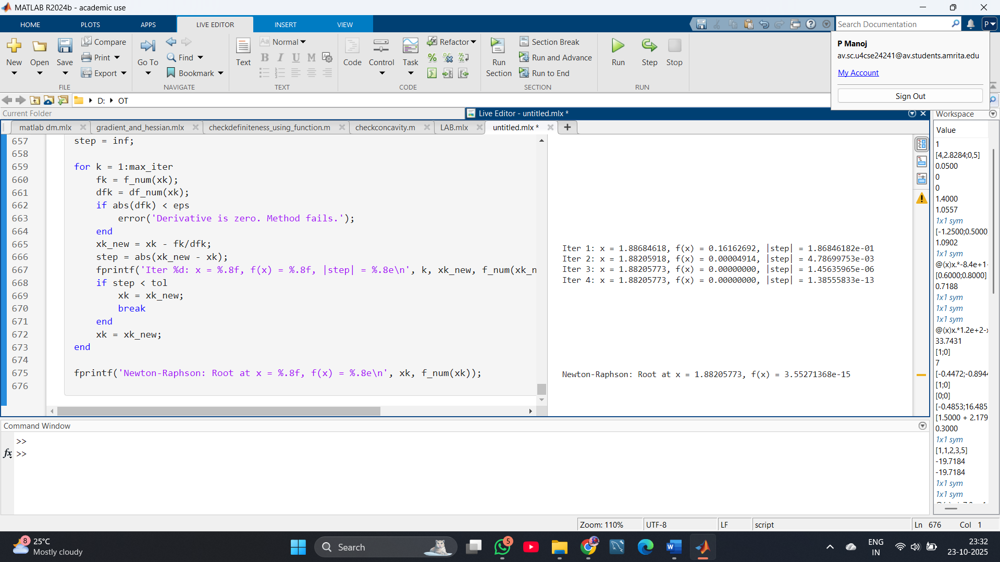 MATLAB R2024b - academic use
HOME PLOTS APPS LIVE EDITOR INSERT VIEW
Search Documentation
P
New Open Save Compare Print Export
FILE
Go To Find Bookmark
NAVIGATE
Text Normal
B I U M
TEXT
Code Control Task Refactor
CODE
Run Section Section Break Run and Advance Run to End
SECTION
Run Step Stop
RUN
P Manoj
av.sc.u4cse24241@av.students.amrita.edu
My Account
Sign Out
D: OT
Current Folder
Live Editor - untitled.mlx *
matlab dm.mlx gradient_and_hessian.mlx checkdefiniteness_using_function.m checkconcavity.m LAB.mlx untitled.mlx *
657 step = inf;
658
659 for k = 1:max_iter
660 fk = f_num(xk);
661 dfk = df_num(xk);
662 if abs(dfk) < eps
663 error('Derivative is zero. Method fails.');
664 end
665 xk_new = xk - fk/dfk;
666 step = abs(xk_new - xk);
667 fprintf('Iter %d: x = %.8f, f(x) = %.8f, |step| = %.8e\n', k, xk_new, f_num(xk_n
668 if step < tol
669 xk = xk_new;
670 break
671 end
672 xk = xk_new;
673 end
674
675 fprintf('Newton-Raphson: Root at x = %.8f, f(x) = %.8e\n', xk, f_num(xk));
676
Iter 1: x = 1.88684618, f(x) = 0.16162692, |step| = 1.86846182e-01
Iter 2: x = 1.88205918, f(x) = 0.00004914, |step| = 4.78699753e-03
Iter 3: x = 1.88205773, f(x) = 0.00000000, |step| = 1.45635965e-06
Iter 4: x = 1.88205773, f(x) = 0.00000000, |step| = 1.38555833e-13
Newton-Raphson: Root at x = 1.88205773, f(x) = 3.55271368e-15
Workspace
Value
1
[4,2.8284;0,5]
0.0500
0
0
1.4000
1.0557
1x1 sym
[-1.2500;0.5000
1.0902
1x1 sym
@(x)x.*-8.4e+1-
[0.6000;0.8000]
0.7188
1x1 sym
1x1 sym
1x1 sym
@(x)x.*1.2e+2-x
33.7431
[1;0]
7
[-0.4472;-0.894
[1;0]
[0;0]
[-0.4853;16.485
[1.5000 + 2.179
0.3000
1x1 sym
[1,1,2,3,5]
-19.7184
-19.7184
1x1 sym
1x1 sym
Command Window
>>
fx >>
Zoom: 110% UTF-8 LF script Ln 676 Col 1
8 25°C
Mostly cloudy
Search
5
ENG
IN
23:32
23-10-2025